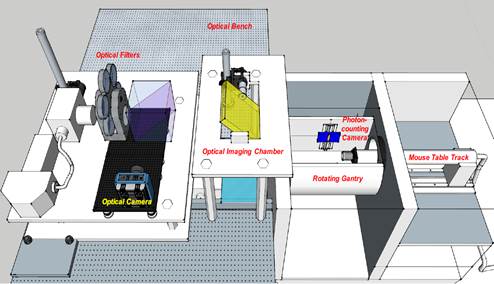 Optical Bench
Optical Filters
Photon-
counting
Camera
Optical Imaging Chamber
Mouse Table Track
Rotating Gantry
Optical Camera